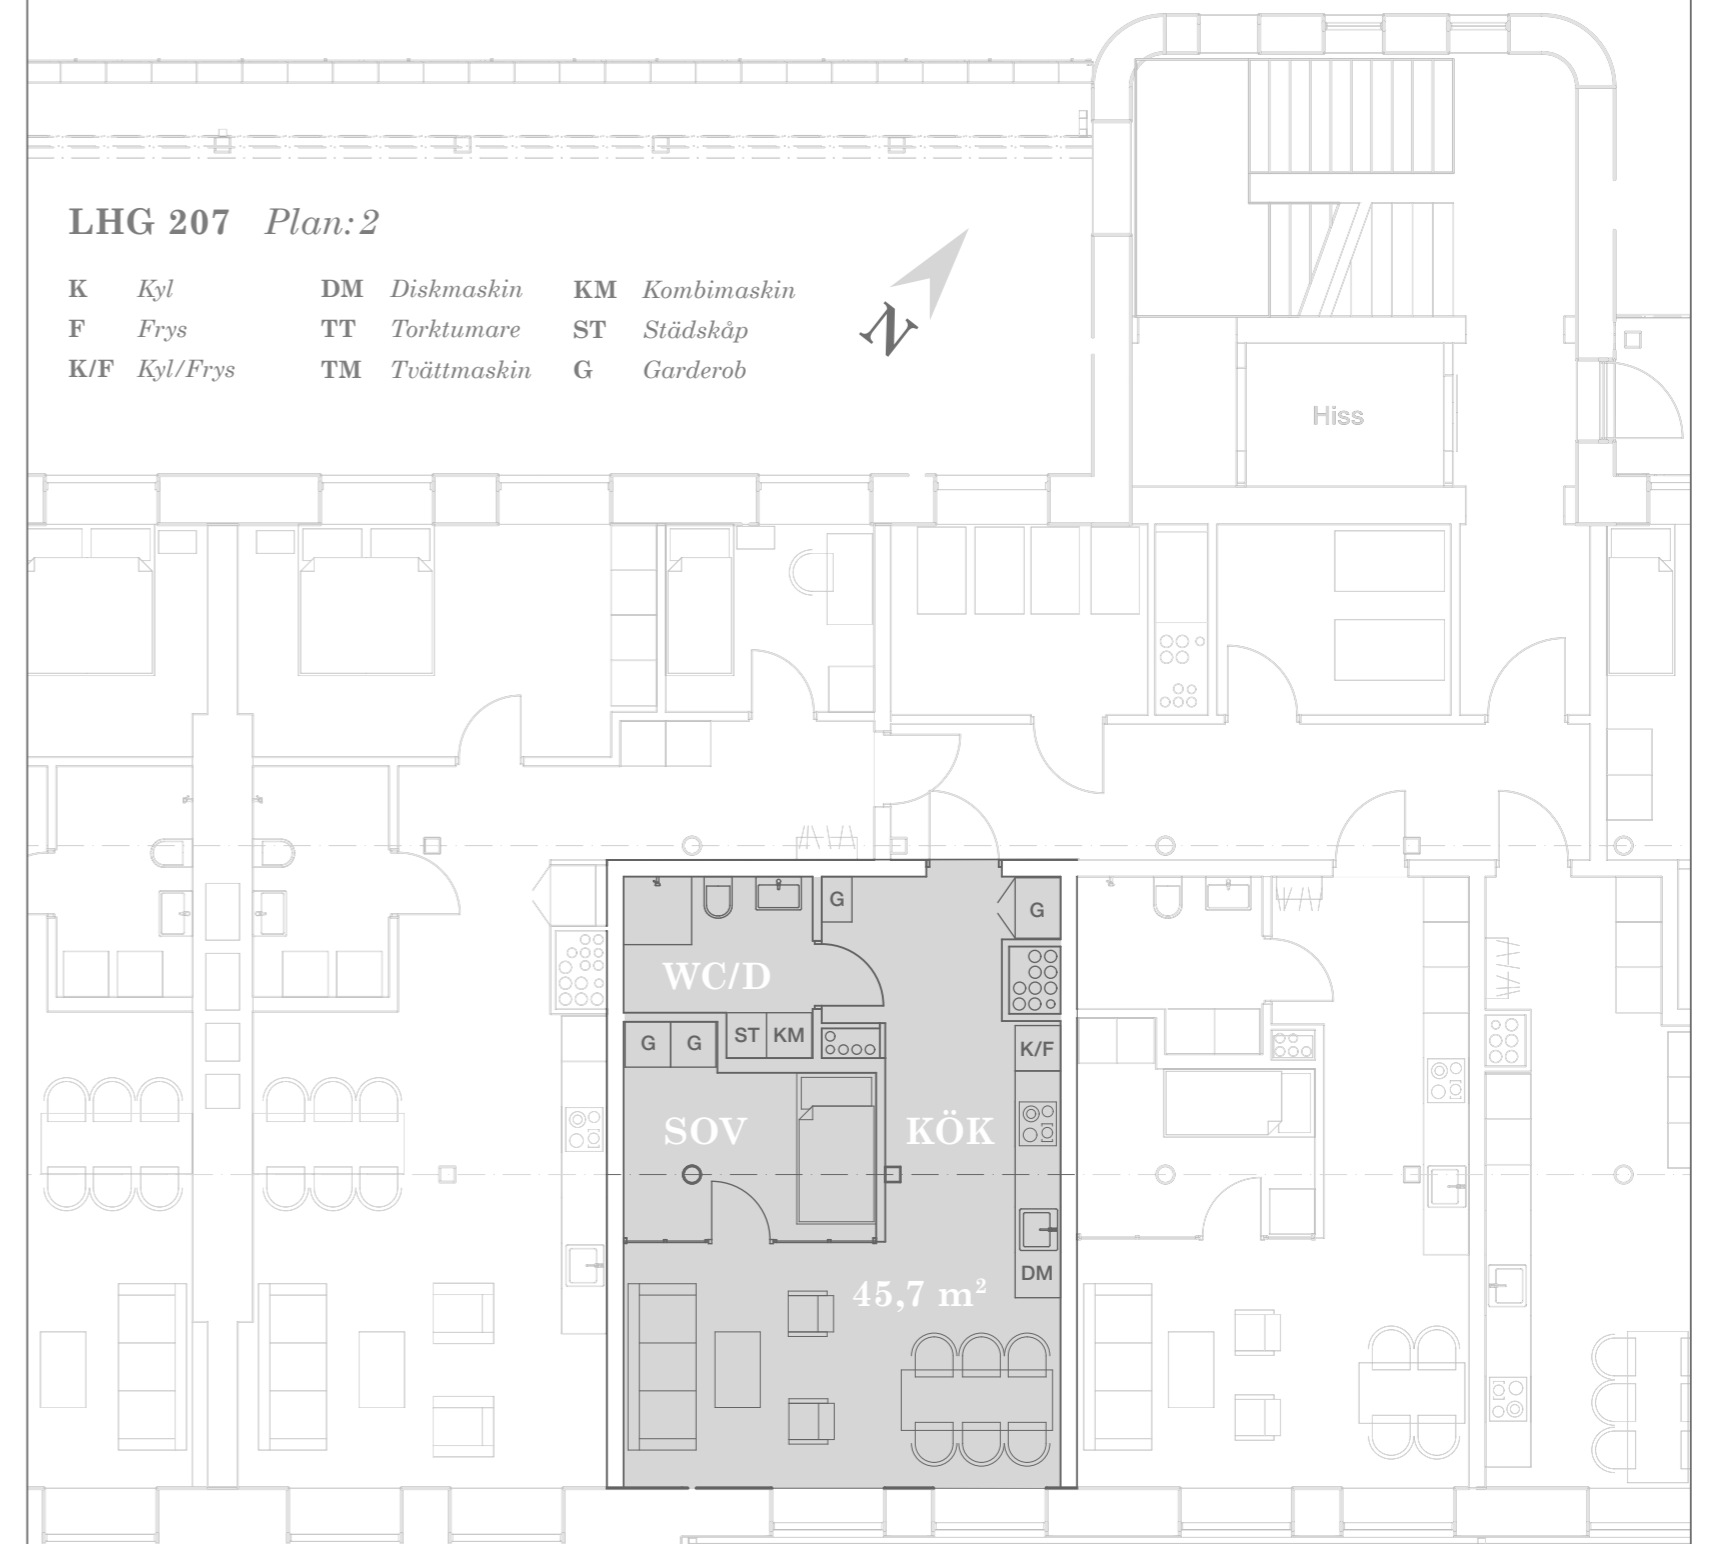 LHG 207 Plan:2
K Kyl DM Diskmaskin KM Kombimaskin
F Frys TT Torktumare ST Städskåp
K/F Kyl/Frys TM Tvättmaskin G Garderob
N
Hiss
G
G
WC/D
ST KM
G G
K/F
SOV
KÖK
DM
45,7 m²